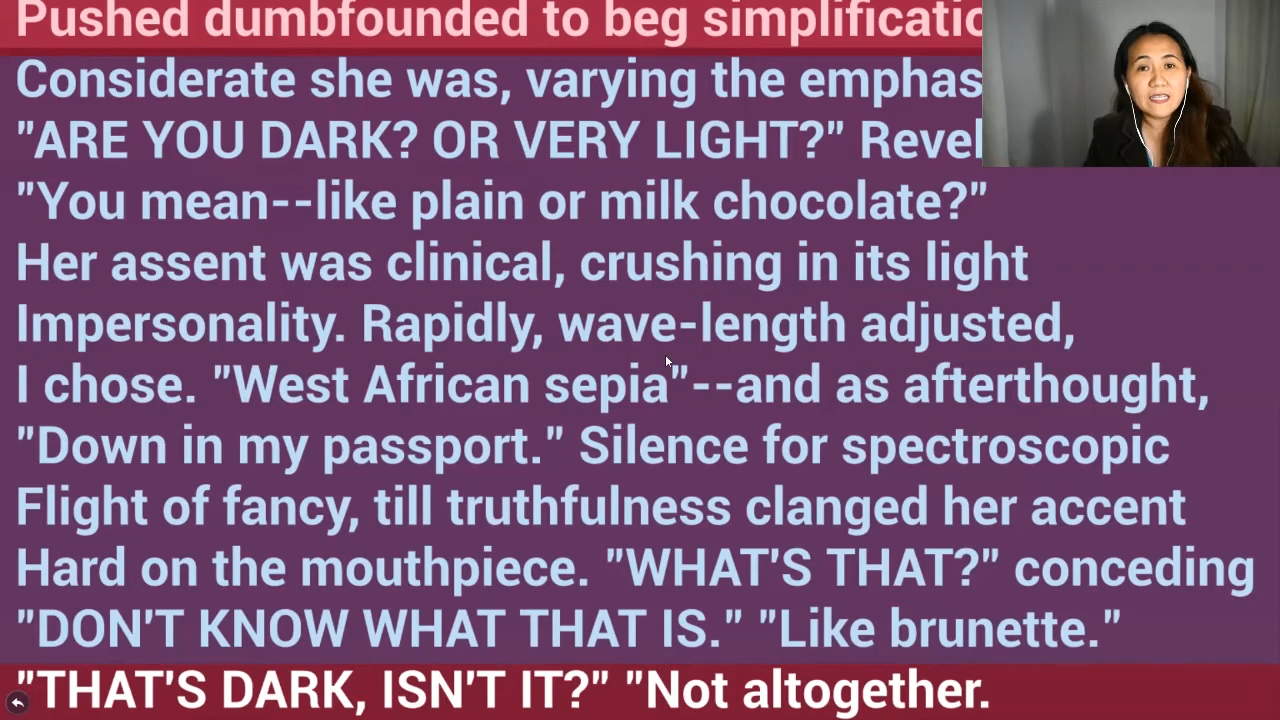 Pushed dumbfounded to beg simplificatio
Considerate she was, varying the emphas
"ARE YOU DARK? OR VERY LIGHT?" Revel
"You mean--like plain or milk chocolate?"
Her assent was clinical, crushing in its light
Impersonality. Rapidly, wave-length adjusted,
I chose. "West African sepia"--and as afterthought,
"Down in my passport." Silence for spectroscopic
Flight of fancy, till truthfulness clanged her accent
Hard on the mouthpiece. "WHAT'S THAT?" conceding
"DON'T KNOW WHAT THAT IS." "Like brunette."
"THAT'S DARK, ISN'T IT?" "Not altogether.